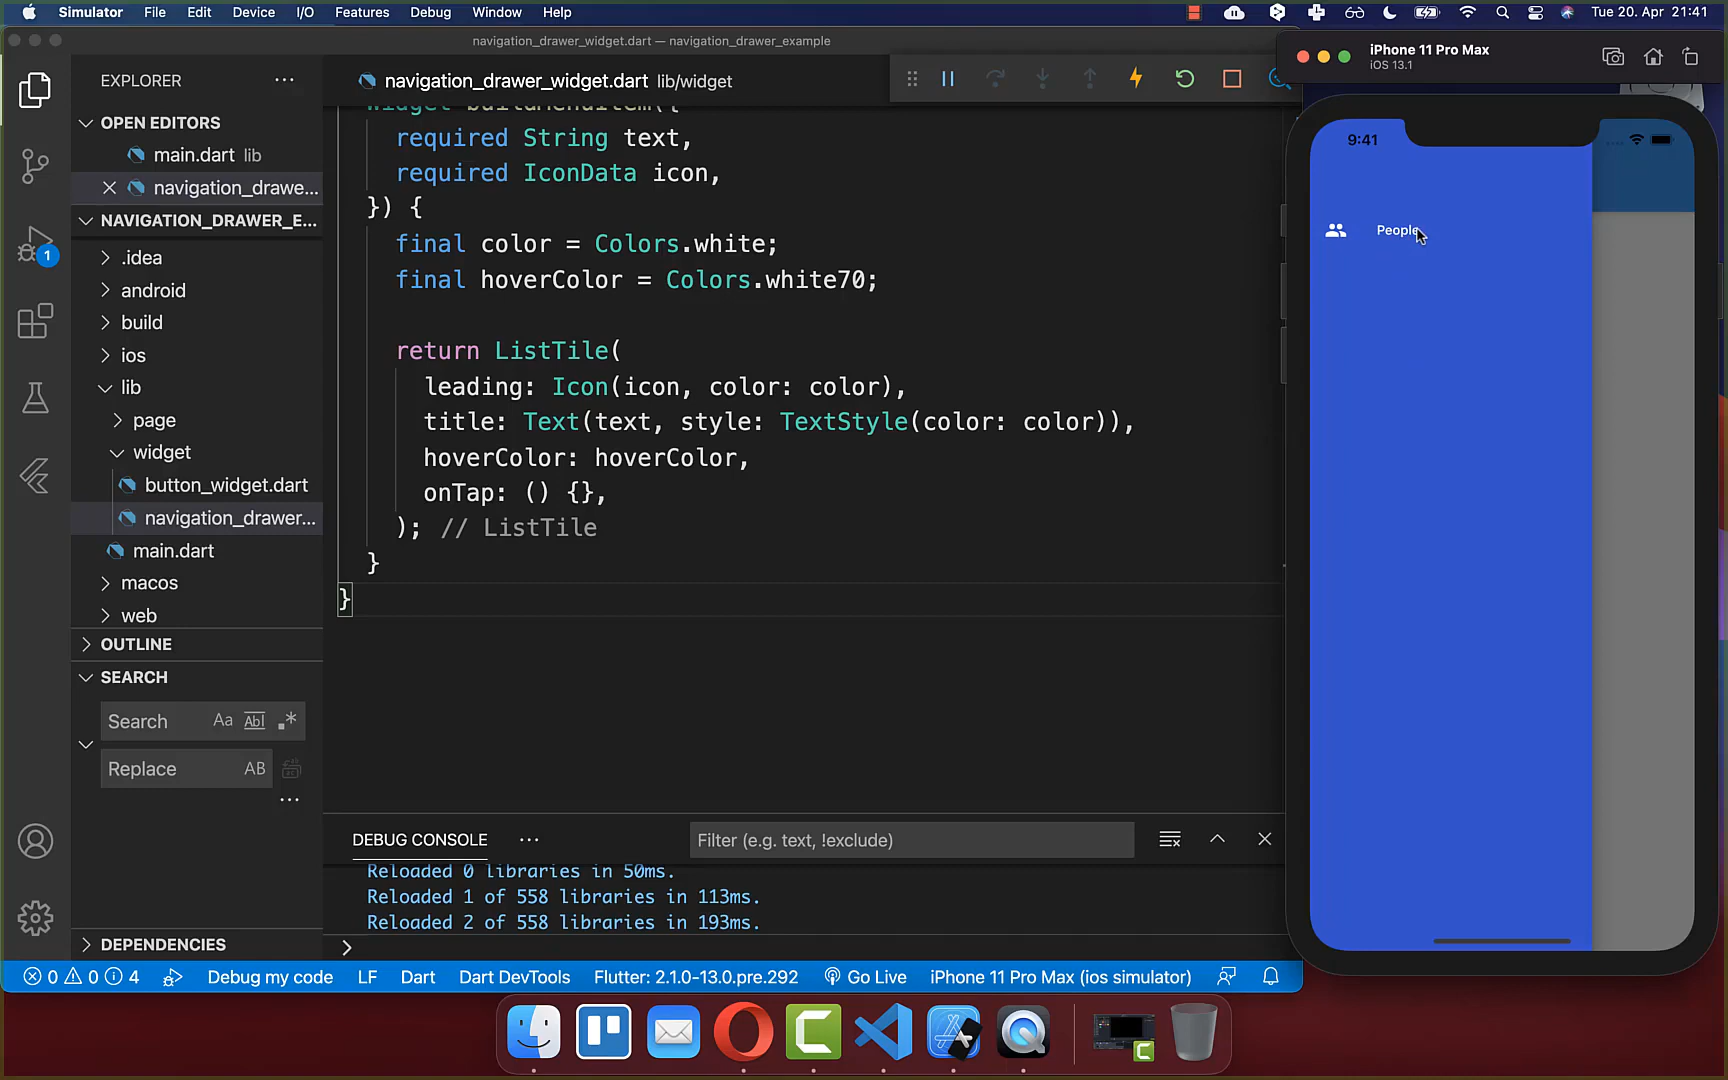 Simulator File Edit Device I/O Features Debug Window Help Tue 20. Apr 21:41
navigation_drawer_widget.dart — navigation_drawer_example
iPhone 11 Pro Max
iOS 13.1
EXPLORER
navigation_drawer_widget.dart lib/widget
OPEN EDITORS
main.dart lib
navigation_drawe...
NAVIGATION_DRAWER_E...
.idea
android
build
ios
lib
page
widget
button_widget.dart
navigation_drawer...
main.dart
macos
web
OUTLINE
SEARCH
Search Aa Abl .*
Replace AB
DEPENDENCIES
1
Widget buildMenuItem({
required String text,
required IconData icon,
}) {
final color = Colors.white;
final hoverColor = Colors.white70;
return ListTile(
leading: Icon(icon, color: color),
title: Text(text, style: TextStyle(color: color)),
hoverColor: hoverColor,
onTap: () {},
); // ListTile
}
}
DEBUG CONSOLE
Filter (e.g. text, !exclude)
Reloaded 0 libraries in 50ms.
Reloaded 1 of 558 libraries in 113ms.
Reloaded 2 of 558 libraries in 193ms.
9:41
People
0 0 4 Debug my code LF Dart Dart DevTools Flutter: 2.1.0-13.0.pre.292 Go Live iPhone 11 Pro Max (ios simulator)